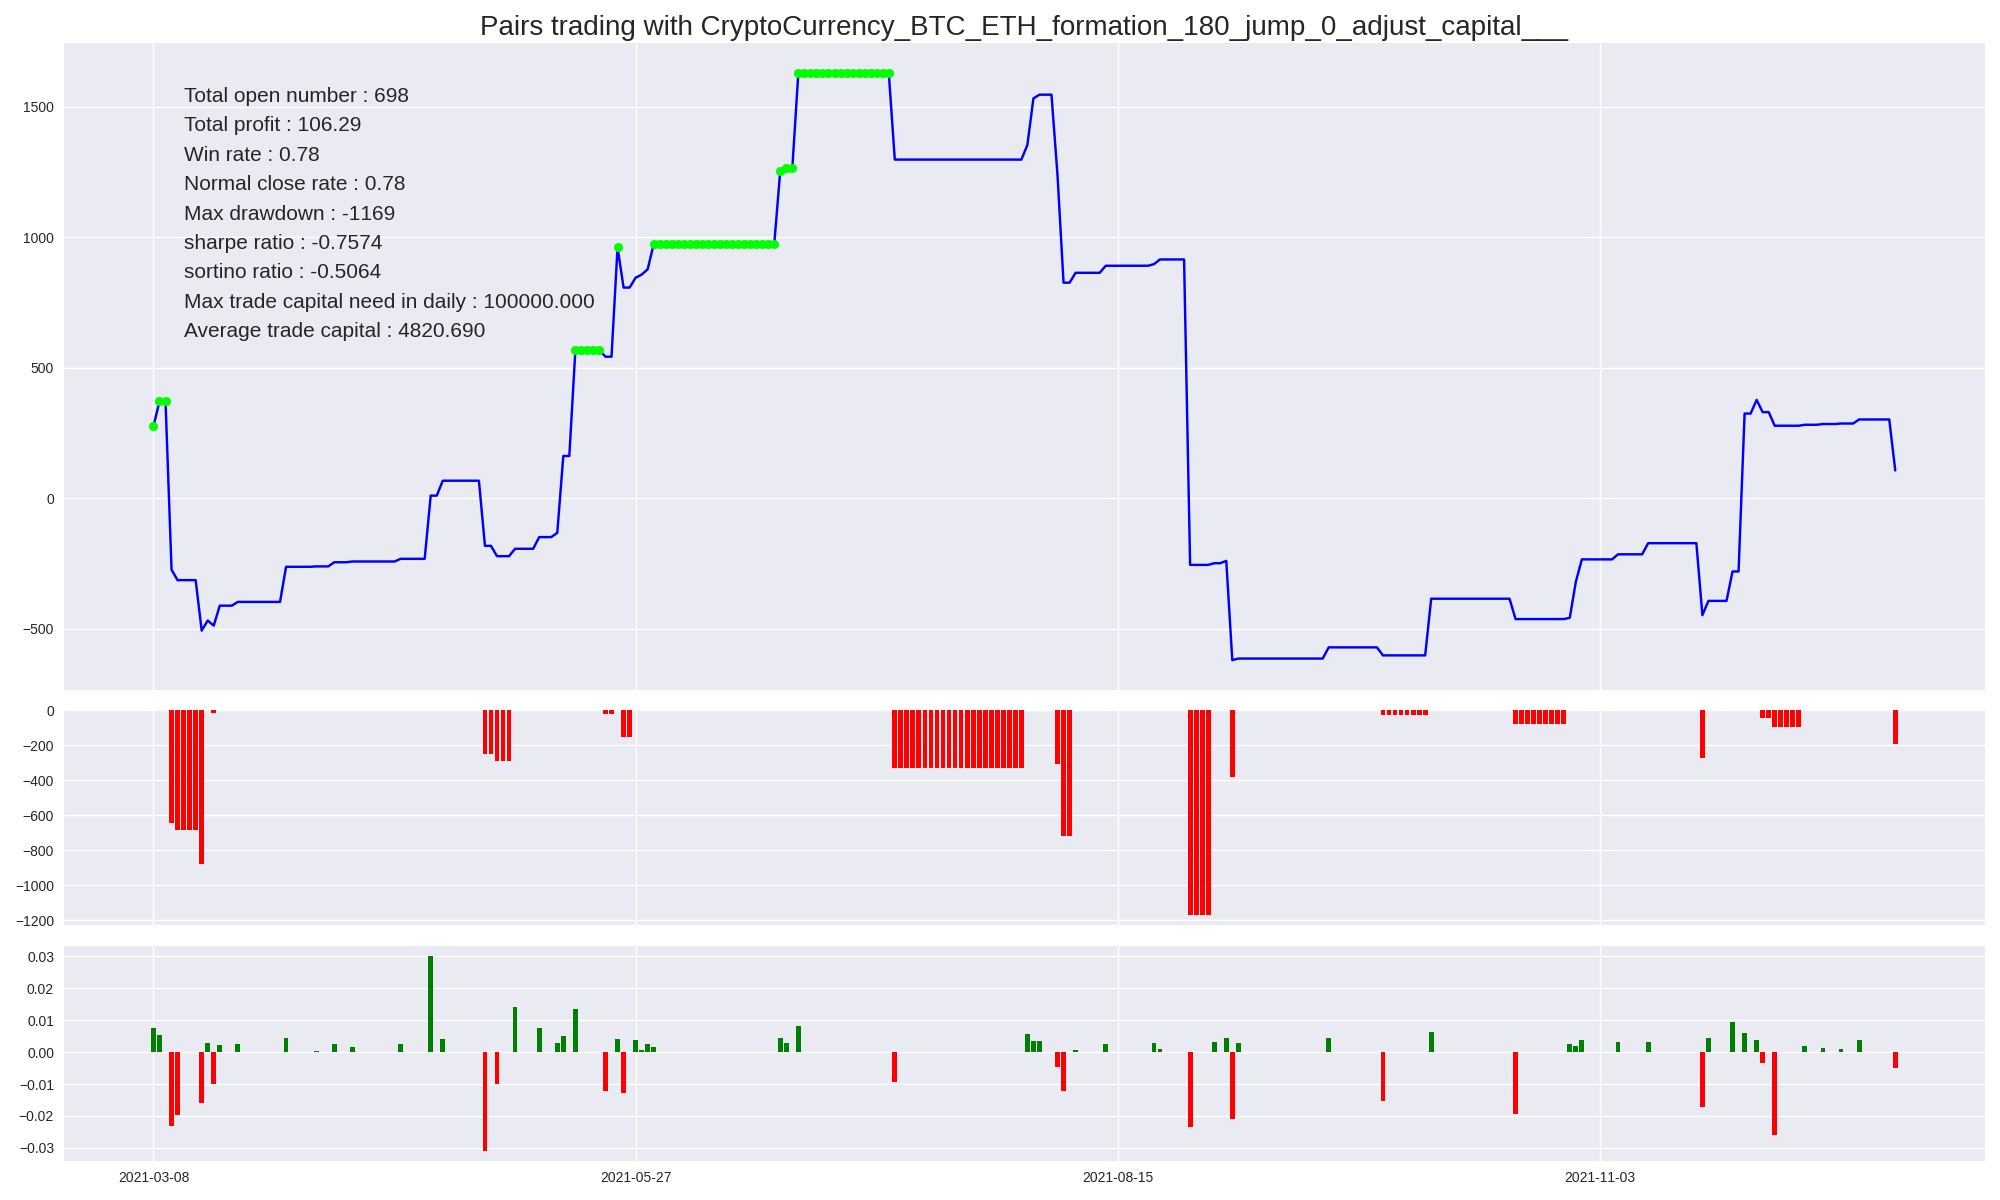 Pairs trading with CryptoCurrency_BTC_ETH_formation_180_jump_0_adjust_capital___
Total open number : 698
Total profit : 106.29
Win rate : 0.78
Normal close rate : 0.78
Max drawdown : -1169
sharpe ratio : -0.7574
sortino ratio : -0.5064
Max trade capital need in daily : 100000.000
Average trade capital : 4820.690
1500
1000
500
0
−500
0
−200
−400
−600
−800
−1000
−1200
0.03
0.02
0.01
0.00
−0.01
−0.02
−0.03
2021-03-08 2021-05-27 2021-08-15 2021-11-03